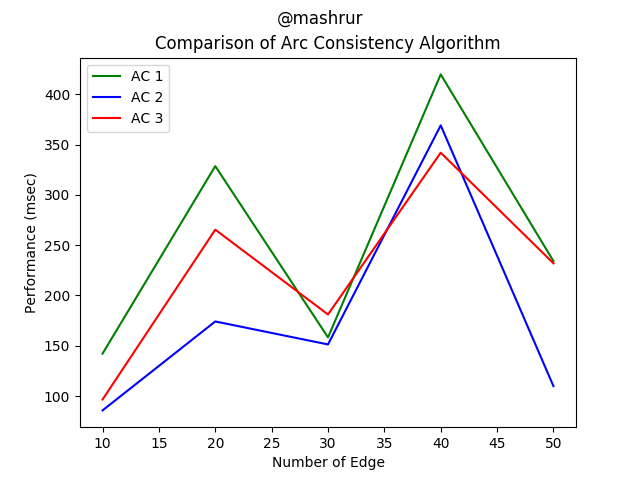 @mashrur
Comparison of Arc Consistency Algorithm
AC 1
AC 2
AC 3
400
350
300
250
200
150
100
Performance (msec)
10 15 20 25 30 35 40 45 50
Number of Edge